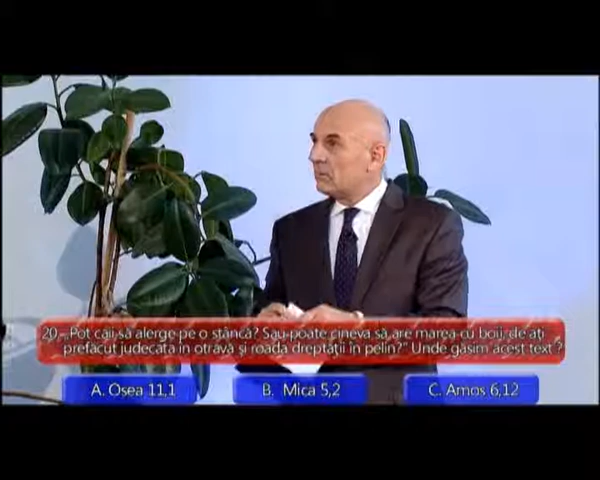 20. „Pot caii să alerge pe o stâncă? Sau poate cineva să are marea cu boii, de ați
prefăcut judecata în otravă și roada dreptății în pelin?" Unde găsim acest text?
A. Osea 11,1
B. Mica 5,2
C. Amos 6,12